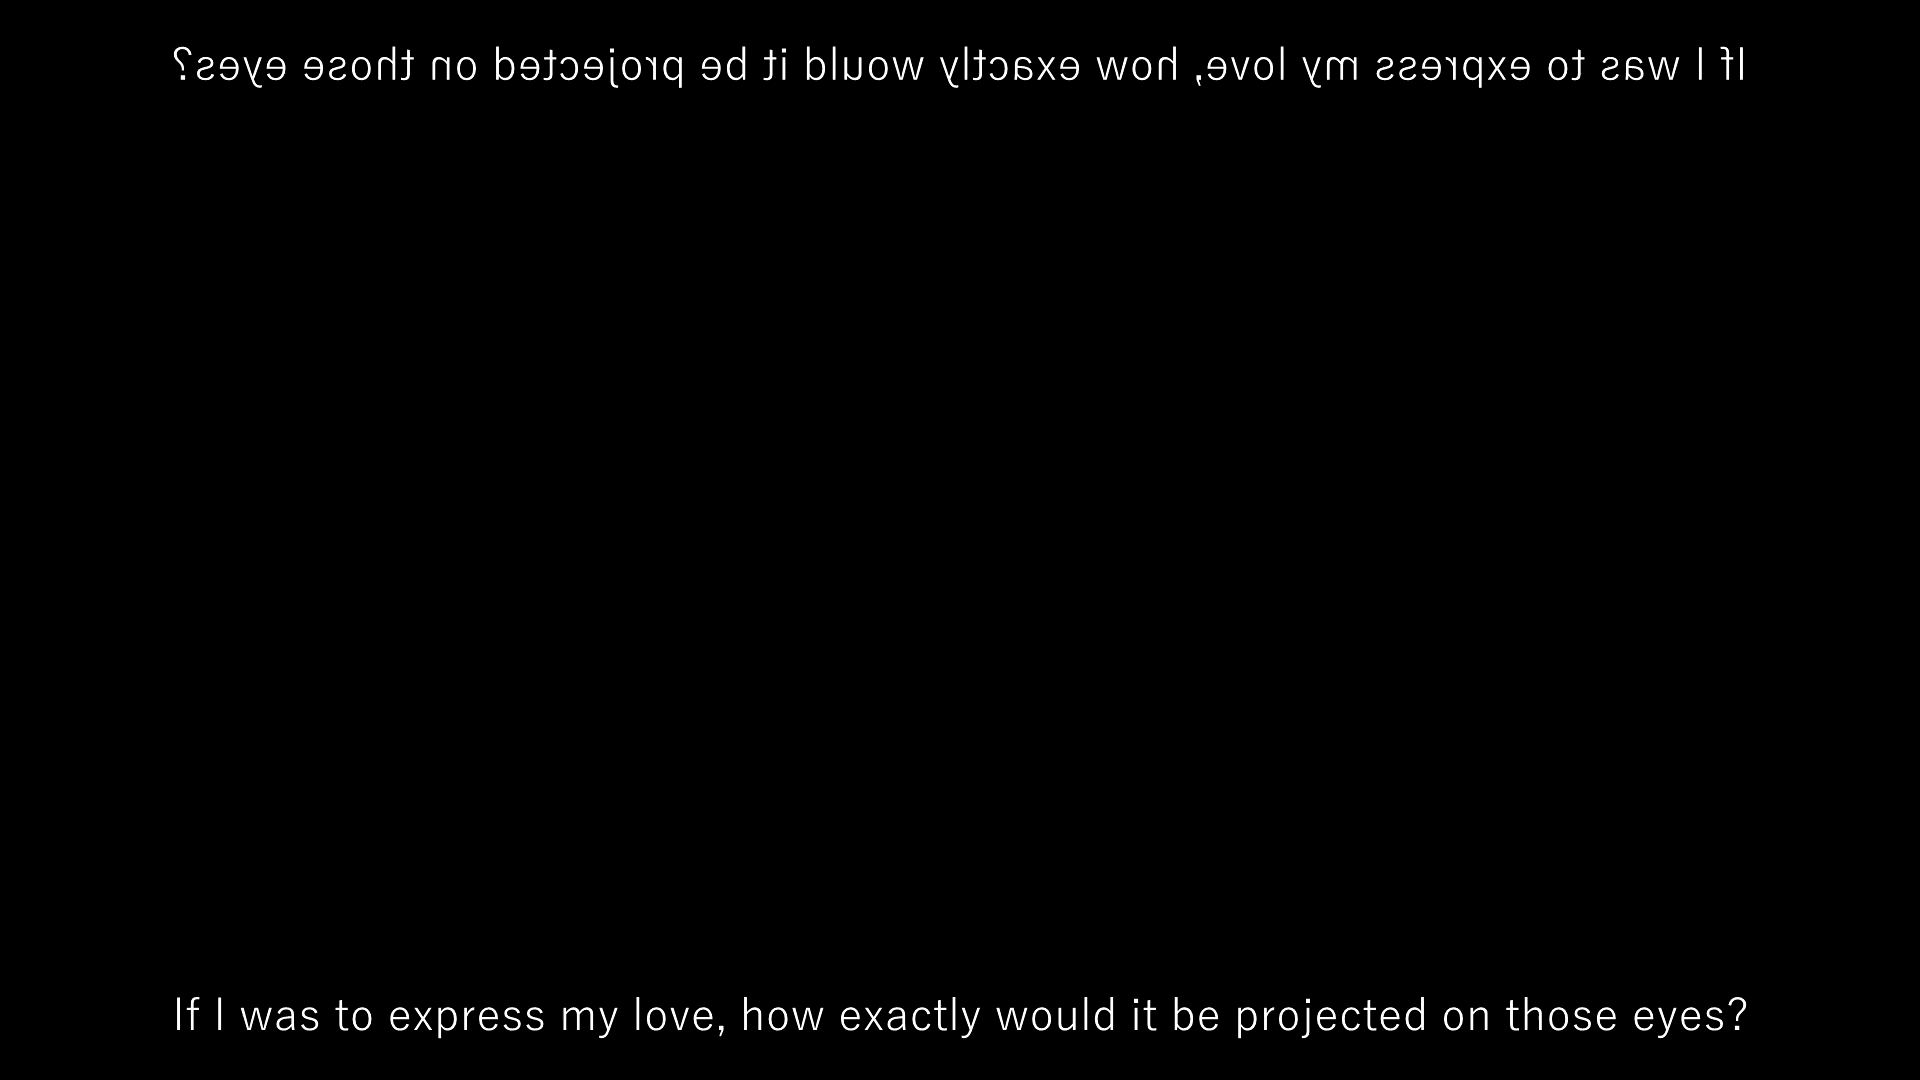 If I was to express my love, how exactly would it be projected on those eyes?
If I was to express my love, how exactly would it be projected on those eyes?